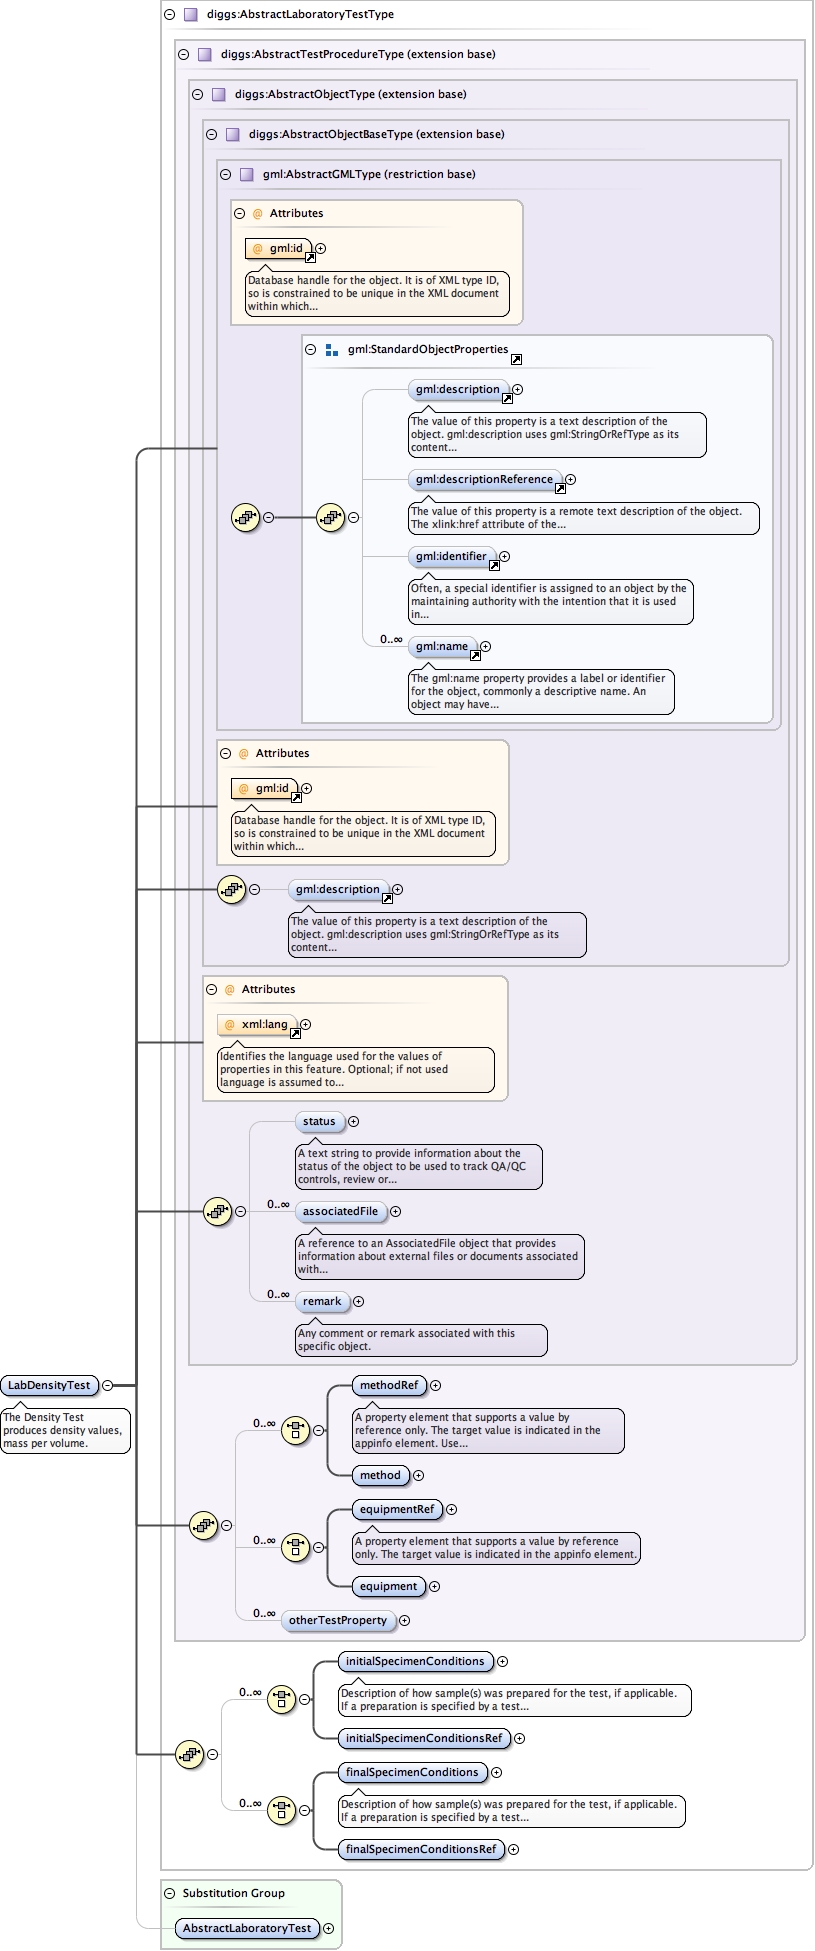 diggs:AbstractLaboratoryTestType
diggs:AbstractTestProcedureType (extension base)
diggs:AbstractObjectType (extension base)
diggs:AbstractObjectBaseType (extension base)
gml:AbstractGMLType (restriction base)
@ Attributes
@ gml:id
Database handle for the object. It is of XML type ID,
so is constrained to be unique in the XML document
within which...
gml:StandardObjectProperties
gml:description
The value of this property is a text description of the
object. gml:description uses gml:StringOrRefType as its
content...
gml:descriptionReference
The value of this property is a remote text description of the object.
The xlink:href attribute of the...
gml:identifier
Often, a special identifier is assigned to an object by the
maintaining authority with the intention that it is used
in...
0..∞
gml:name
The gml:name property provides a label or identifier
for the object, commonly a descriptive name. An
object may have...
@ Attributes
@ gml:id
Database handle for the object. It is of XML type ID,
so is constrained to be unique in the XML document
within which...
gml:description
The value of this property is a text description of the
object. gml:description uses gml:StringOrRefType as its
content...
@ Attributes
@ xml:lang
Identifies the language used for the values of
properties in this feature. Optional; if not used
language is assumed to...
status
A text string to provide information about the
status of the object to be used to track QA/QC
controls, review or...
0..∞
associatedFile
A reference to an AssociatedFile object that provides
information about external files or documents associated
with...
0..∞
remark
Any comment or remark associated with this
specific object.
LabDensityTest
The Density Test
produces density values,
mass per volume.
methodRef
A property element that supports a value by
reference only. The target value is indicated in the
appinfo element. Use...
0..∞
method
equipmentRef
A property element that supports a value by reference
only. The target value is indicated in the appinfo element.
0..∞
equipment
0..∞
otherTestProperty
initialSpecimenConditions
Description of how sample(s) was prepared for the test, if applicable.
If a preparation is specified by a test...
0..∞
initialSpecimenConditionsRef
finalSpecimenConditions
Description of how sample(s) was prepared for the test, if applicable.
If a preparation is specified by a test...
0..∞
finalSpecimenConditionsRef
Substitution Group
AbstractLaboratoryTest